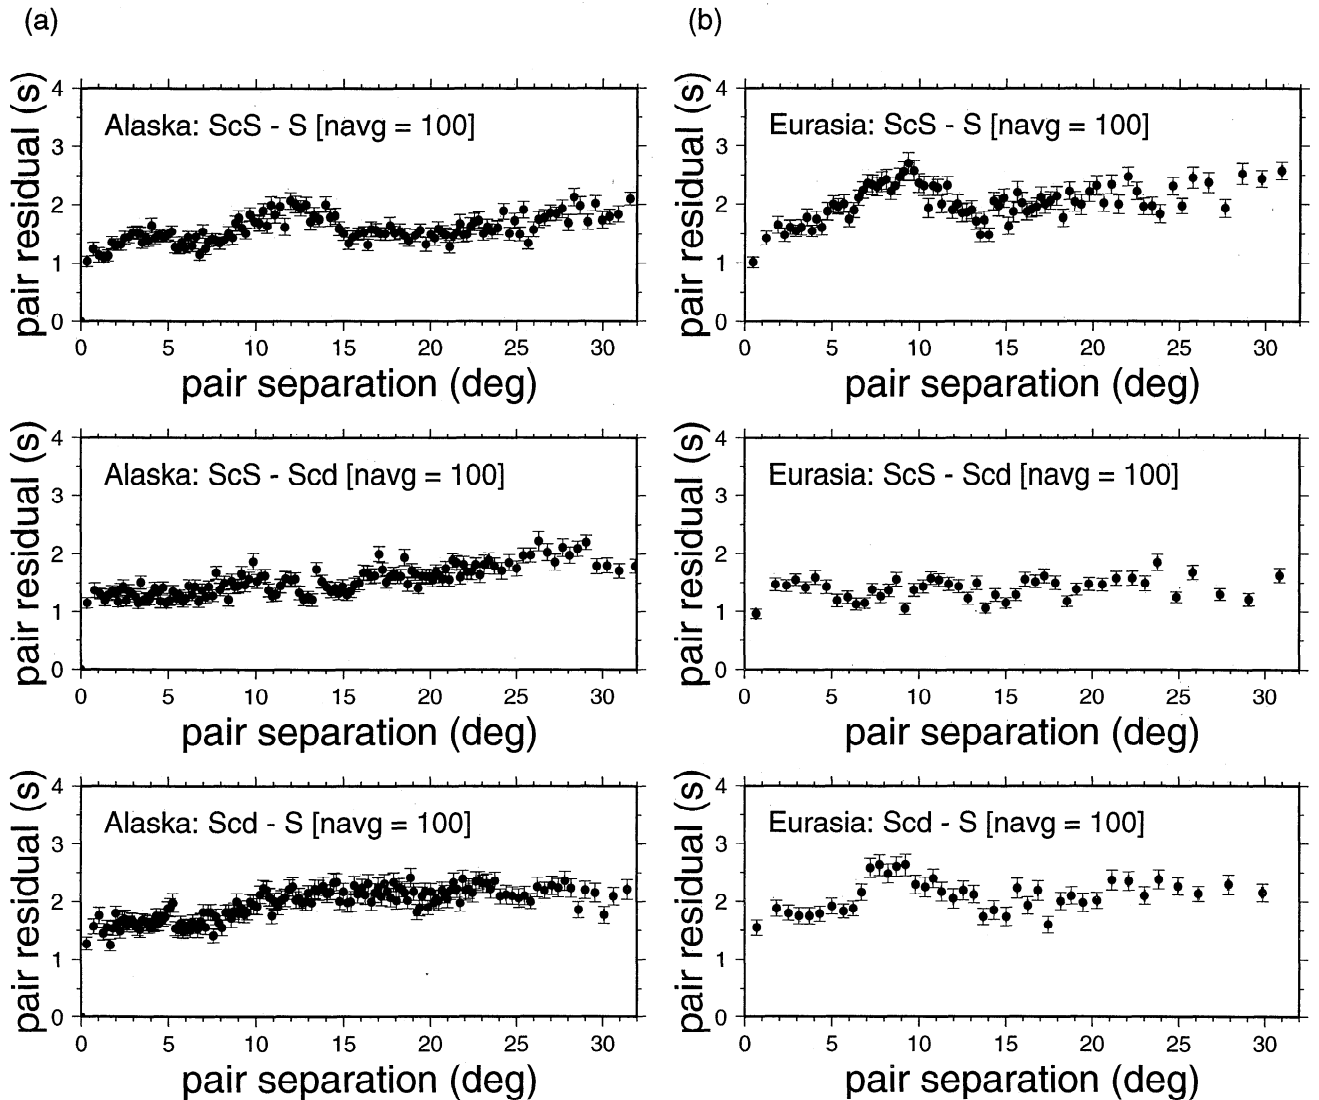 (a)
(b)
pair residual (s)
4
3
2
1
0
Alaska: ScS - S [navg = 100]
0 5 10 15 20 25 30
pair separation (deg)
pair residual (s)
4
3
2
1
0
Eurasia: ScS - S [navg = 100]
0 5 10 15 20 25 30
pair separation (deg)
pair residual (s)
4
3
2
1
0
Alaska: ScS - Scd [navg = 100]
0 5 10 15 20 25 30
pair separation (deg)
pair residual (s)
4
3
2
1
0
Eurasia: ScS - Scd [navg = 100]
0 5 10 15 20 25 30
pair separation (deg)
pair residual (s)
4
3
2
1
0
Alaska: Scd - S [navg = 100]
0 5 10 15 20 25 30
pair separation (deg)
pair residual (s)
4
3
2
1
0
Eurasia: Scd - S [navg = 100]
0 5 10 15 20 25 30
pair separation (deg)